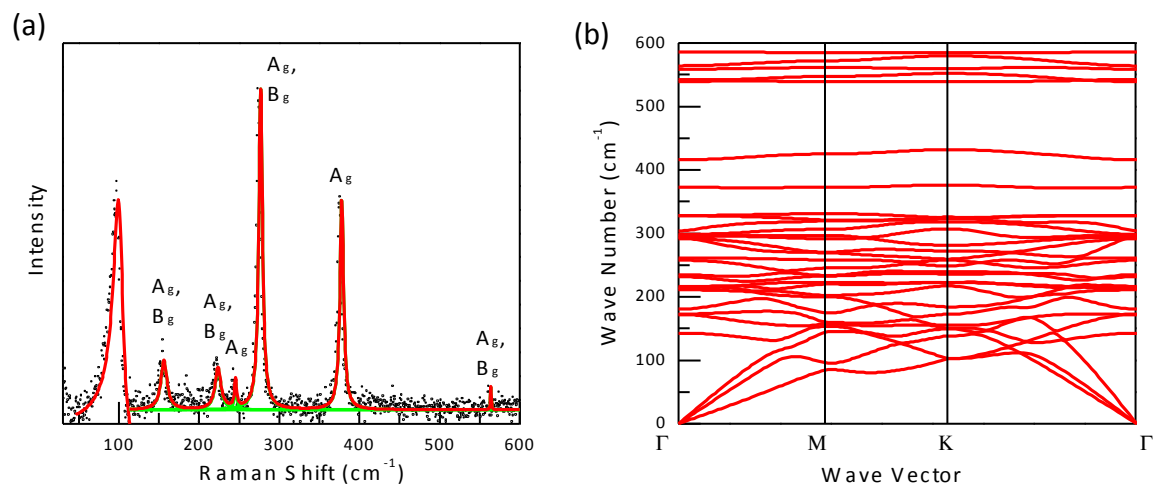 (a)
A g ,
B g
A g
A g ,
B g
A g ,
B g
A g
A g ,
B g
Intensity
100 200 300 400 500 600
Raman Shift (cm-1)
(b)
600
500
400
300
200
100
0
Wave Number (cm-1)
Γ M K Γ
Wave Vector